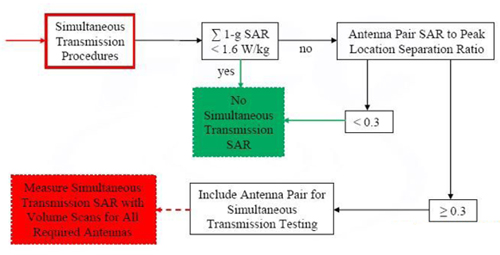 Simultaneous
Transmission
Procedures
∑ 1-g SAR
< 1.6 W/kg
no
Antenna Pair SAR to Peak
Location Separation Ratio
yes
No
Simultaneous
Transmission
SAR
< 0.3
Measure Simultaneous
Transmission SAR with
Volume Scans for All
Required Antennas
Include Antenna Pair for
Simultaneous
Transmission Testing
≥ 0.3